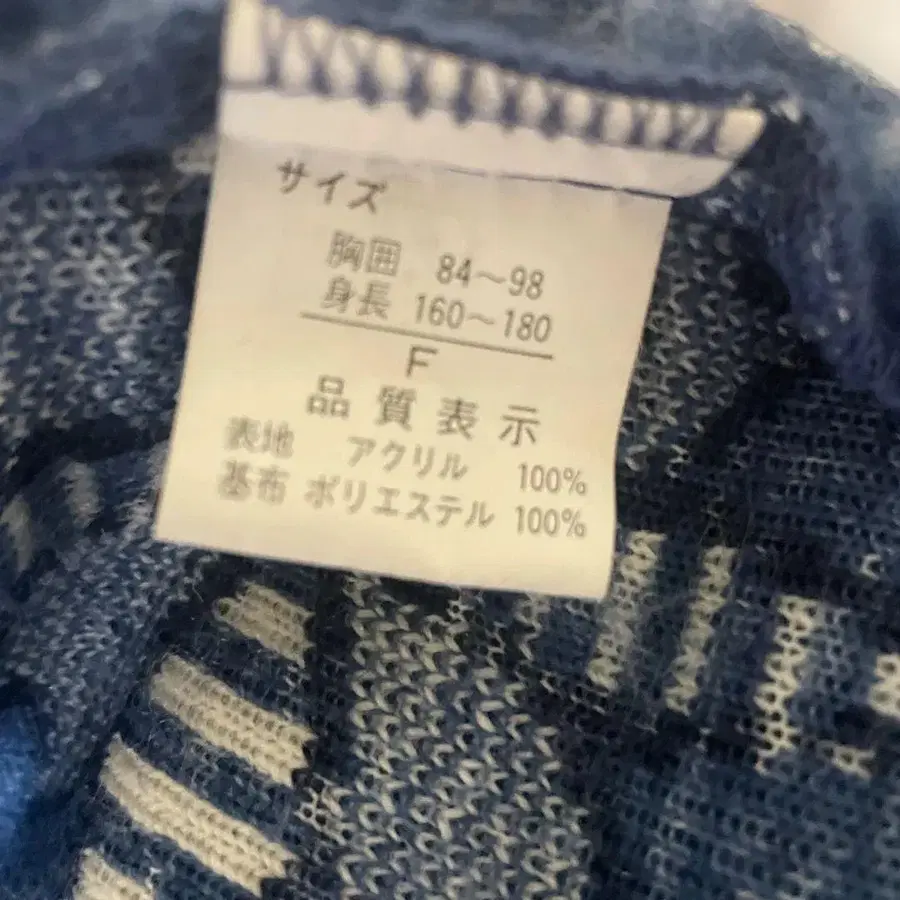 サイズ
胸囲 84～98
身長 160～180
F
品質表示
表地 アクリル 100%
基布 ポリエステル 100%